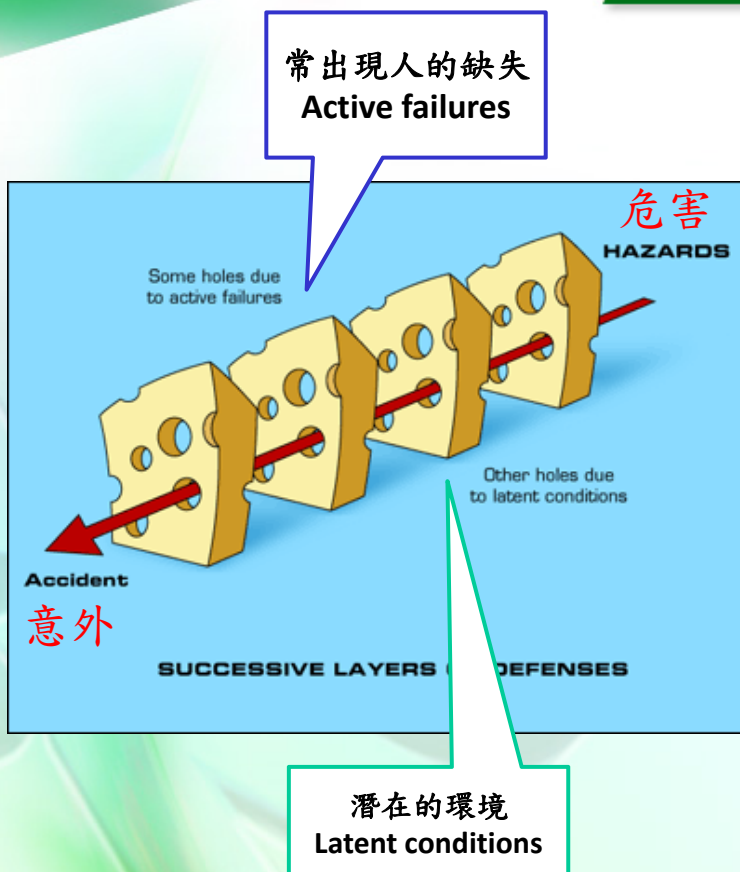 常出現人的缺失
Active failures
危害
HAZARDS
Some holes due
to active failures
Other holes due
to latent conditions
Accident
意外
SUCCESSIVE LAYERS DEFENSES
潛在的環境
Latent conditions